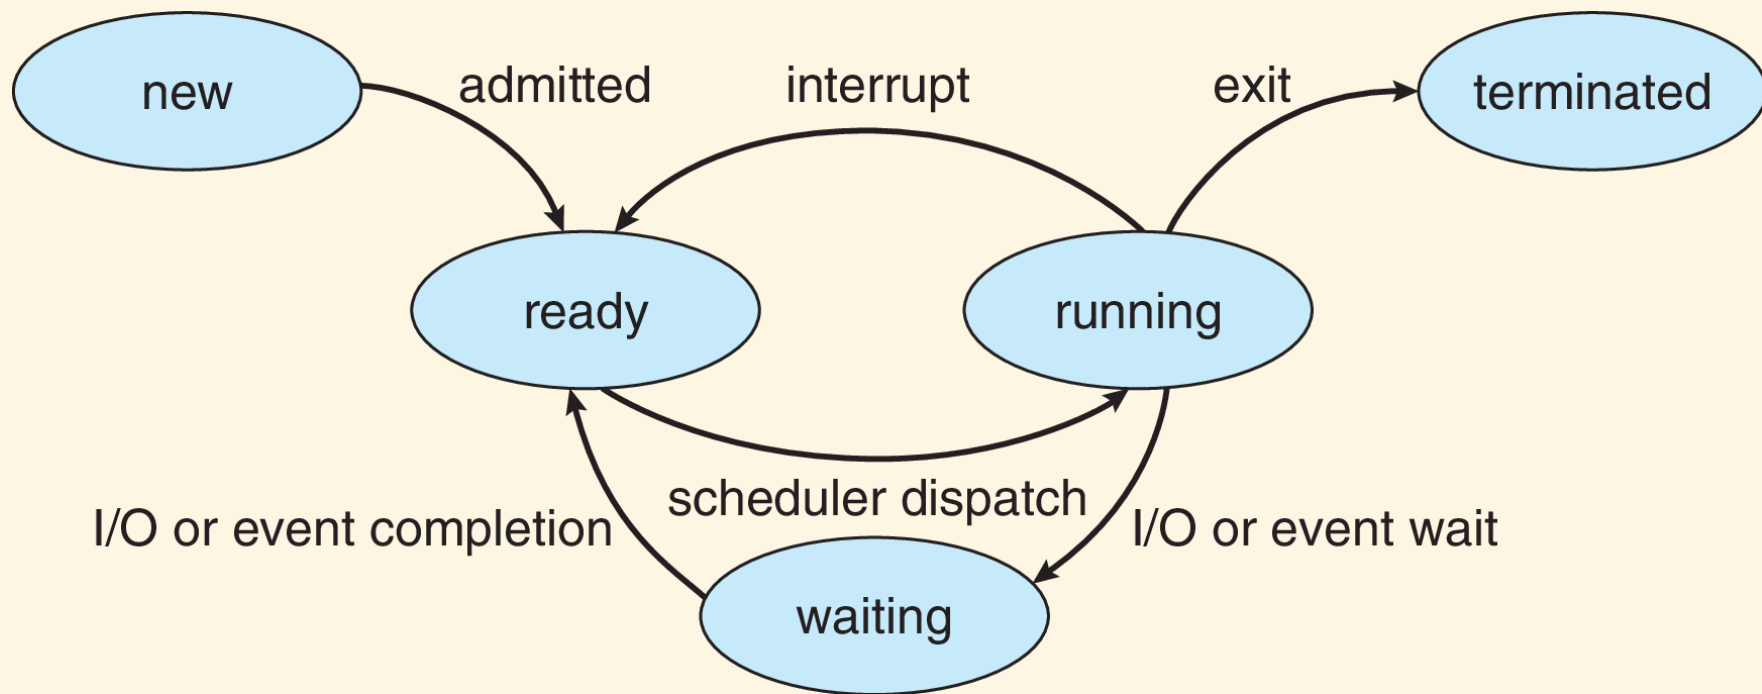 new
admitted
interrupt
exit
terminated
ready
running
scheduler dispatch
I/O or event completion
I/O or event wait
waiting